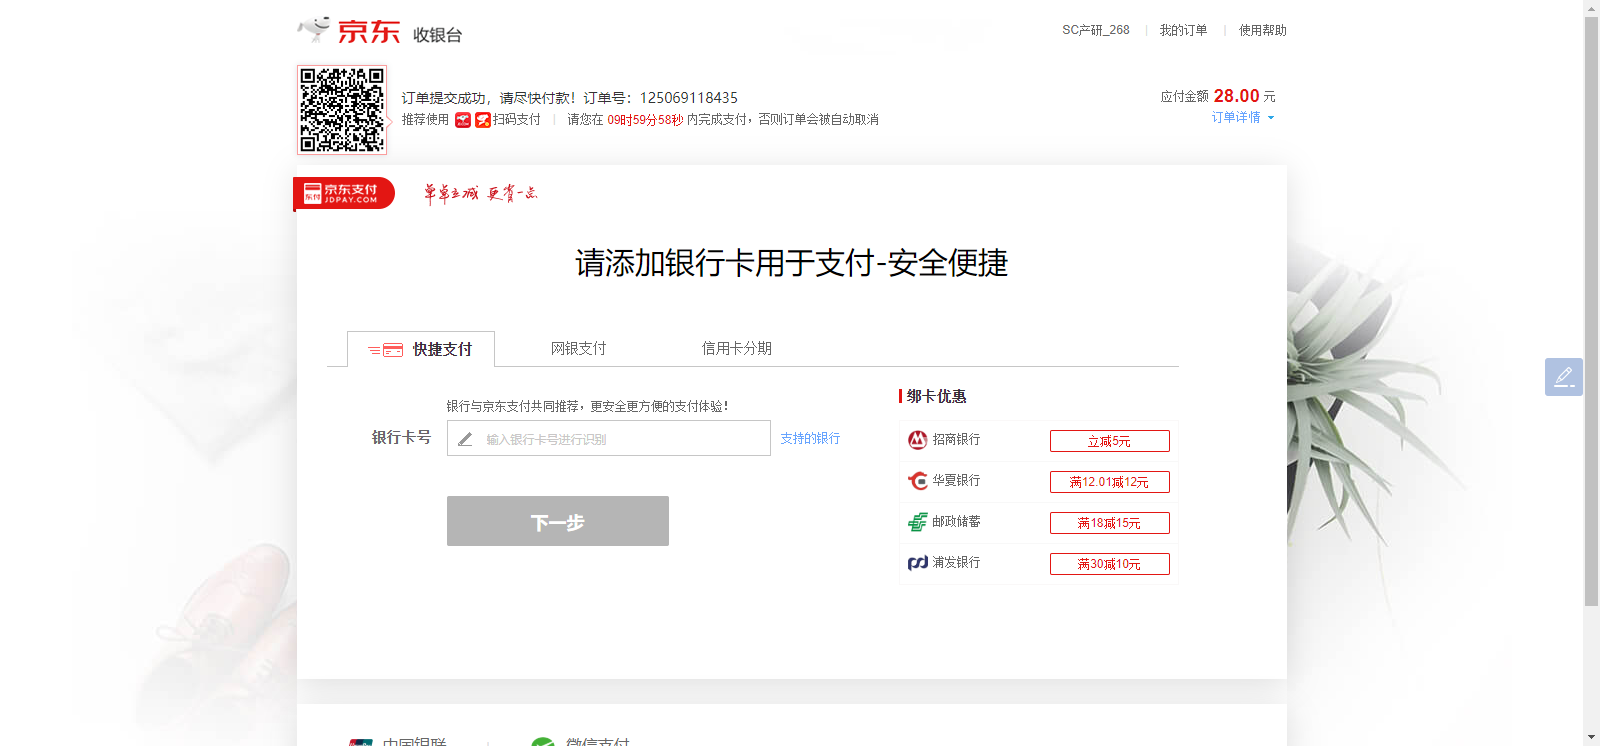 京东 收银台
SC产研_268 | 我的订单 | 使用帮助
订单提交成功，请尽快付款！订单号：125069118435
应付金额 28.00 元
推荐使用 扫码支付 | 请您在 09时59分58秒 内完成支付，否则订单会被自动取消
订单详情
京东支付
JDPAY.COM
东付
单单立减 更省一点
请添加银行卡用于支付-安全便捷
快捷支付
网银支付
信用卡分期
银行与京东支付共同推荐，更安全更方便的支付体验！
银行卡号
输入银行卡号进行识别
支持的银行
下一步
绑卡优惠
招商银行 立减5元
华夏银行 满12.01减12元
邮政储蓄 满18减15元
浦发银行 满30减10元
中国银联 | 微信支付